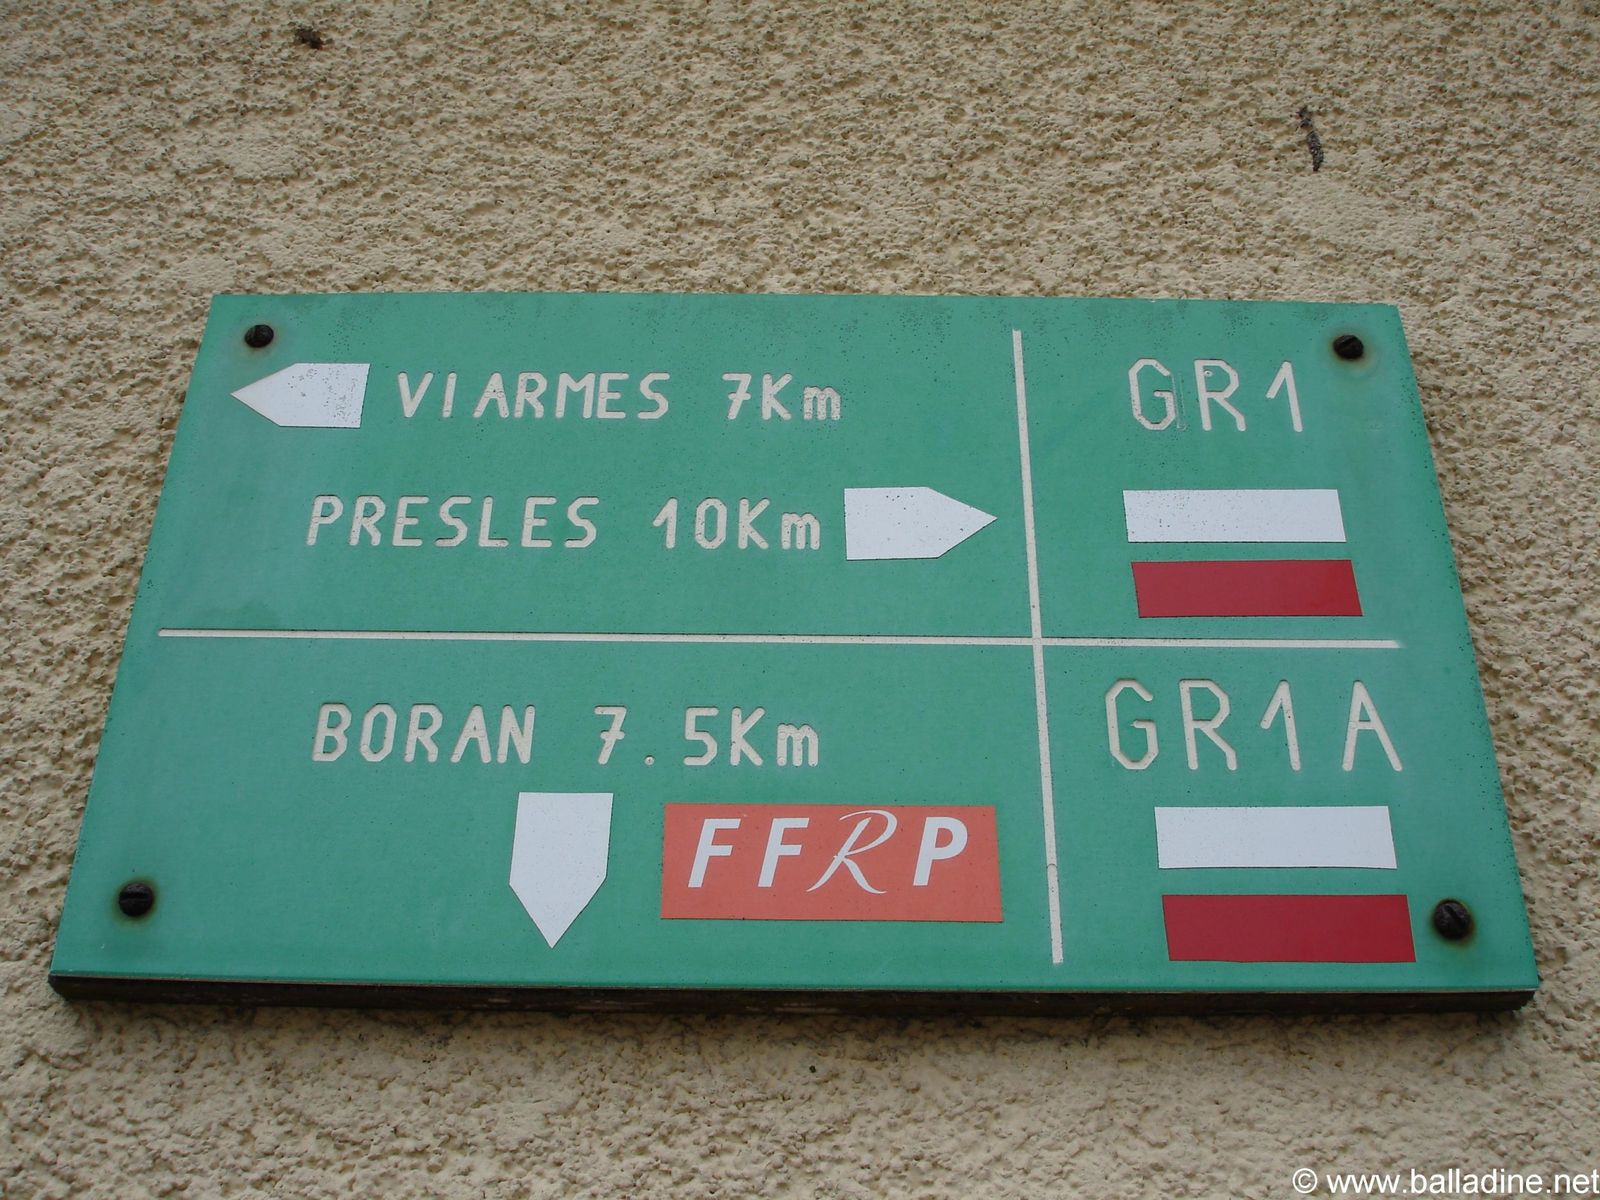 VIARMES 7Km
PRESLES 10Km
GR1
BORAN 7.5Km
GR1A
FFRP
© www.balladine.net